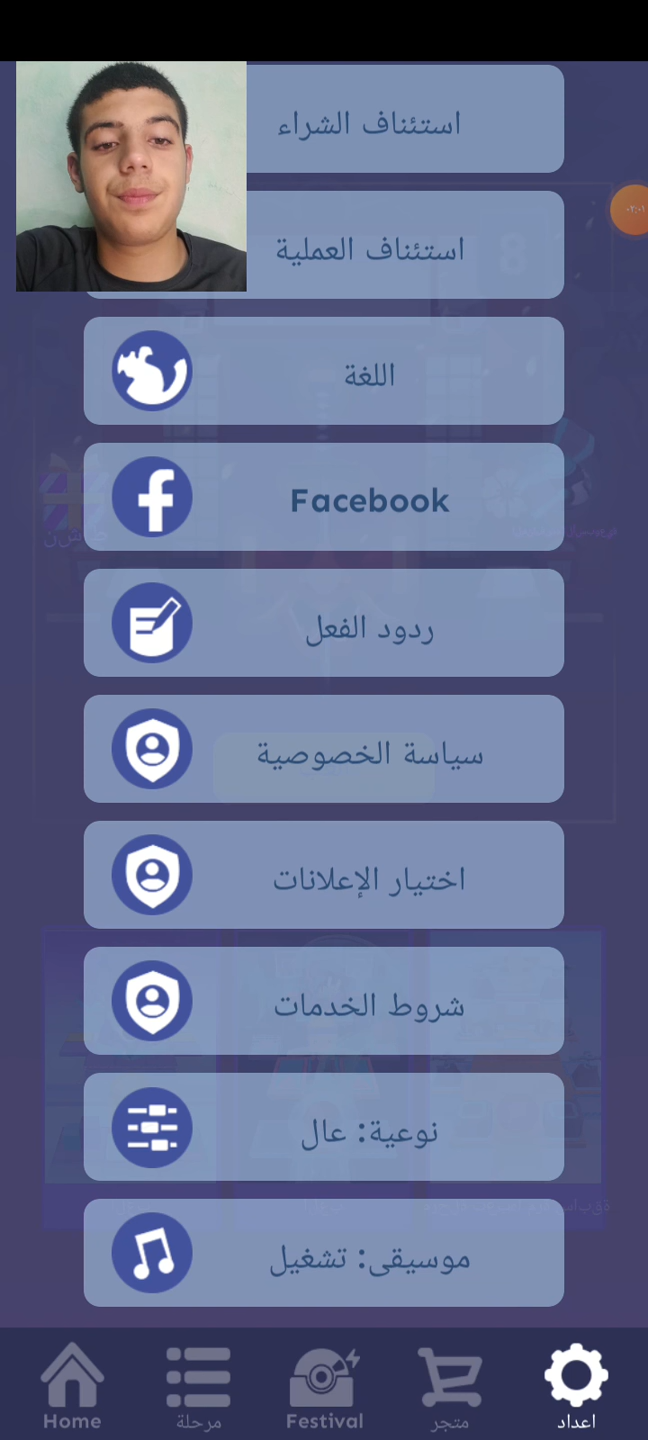 استئناف الشراء
استئناف العملية
اللغة
Facebook
ردود الفعل
سياسة الخصوصية
اختيار الإعلانات
شروط الخدمات
نوعية: عال
موسيقى: تشغيل
Home
مرحلة
Festival
متجر
اعداد